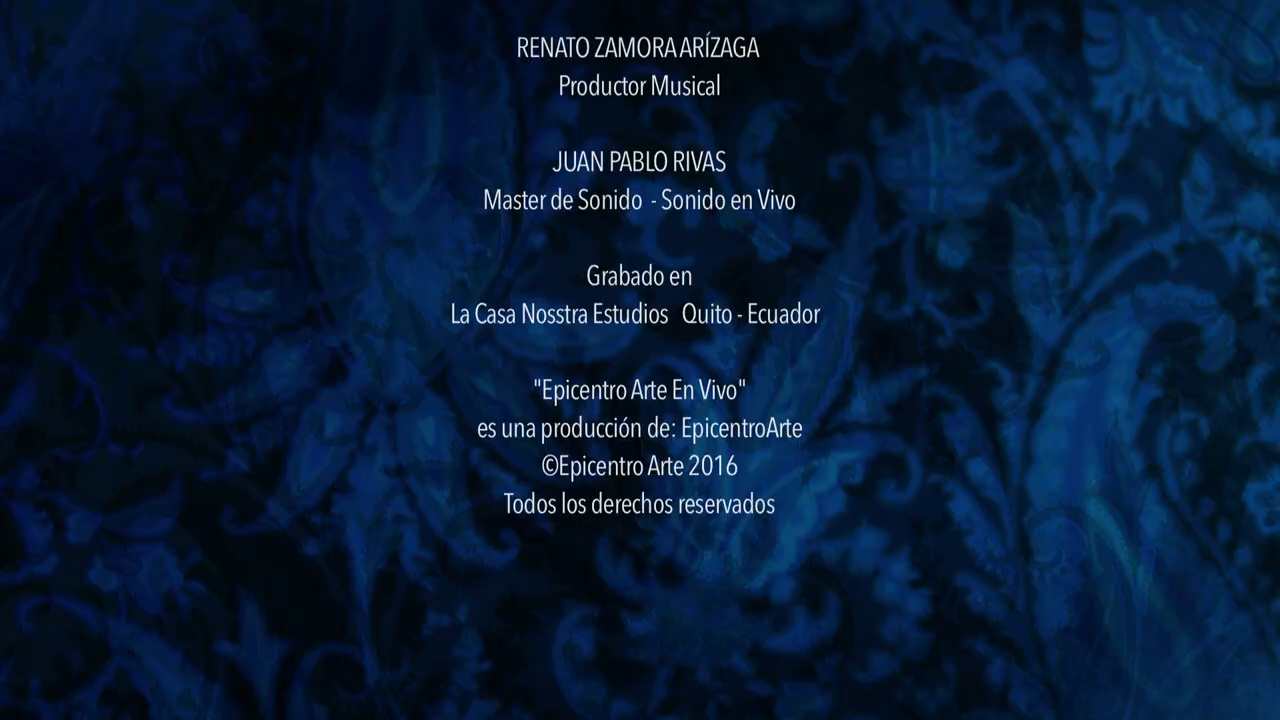 RENATO ZAMORA ARÍZAGA
Productor Musical
JUAN PABLO RIVAS
Master de Sonido - Sonido en Vivo
Grabado en
La Casa Nosstra Estudios Quito - Ecuador
"Epicentro Arte En Vivo"
es una producción de: EpicentroArte
©Epicentro Arte 2016
Todos los derechos reservados